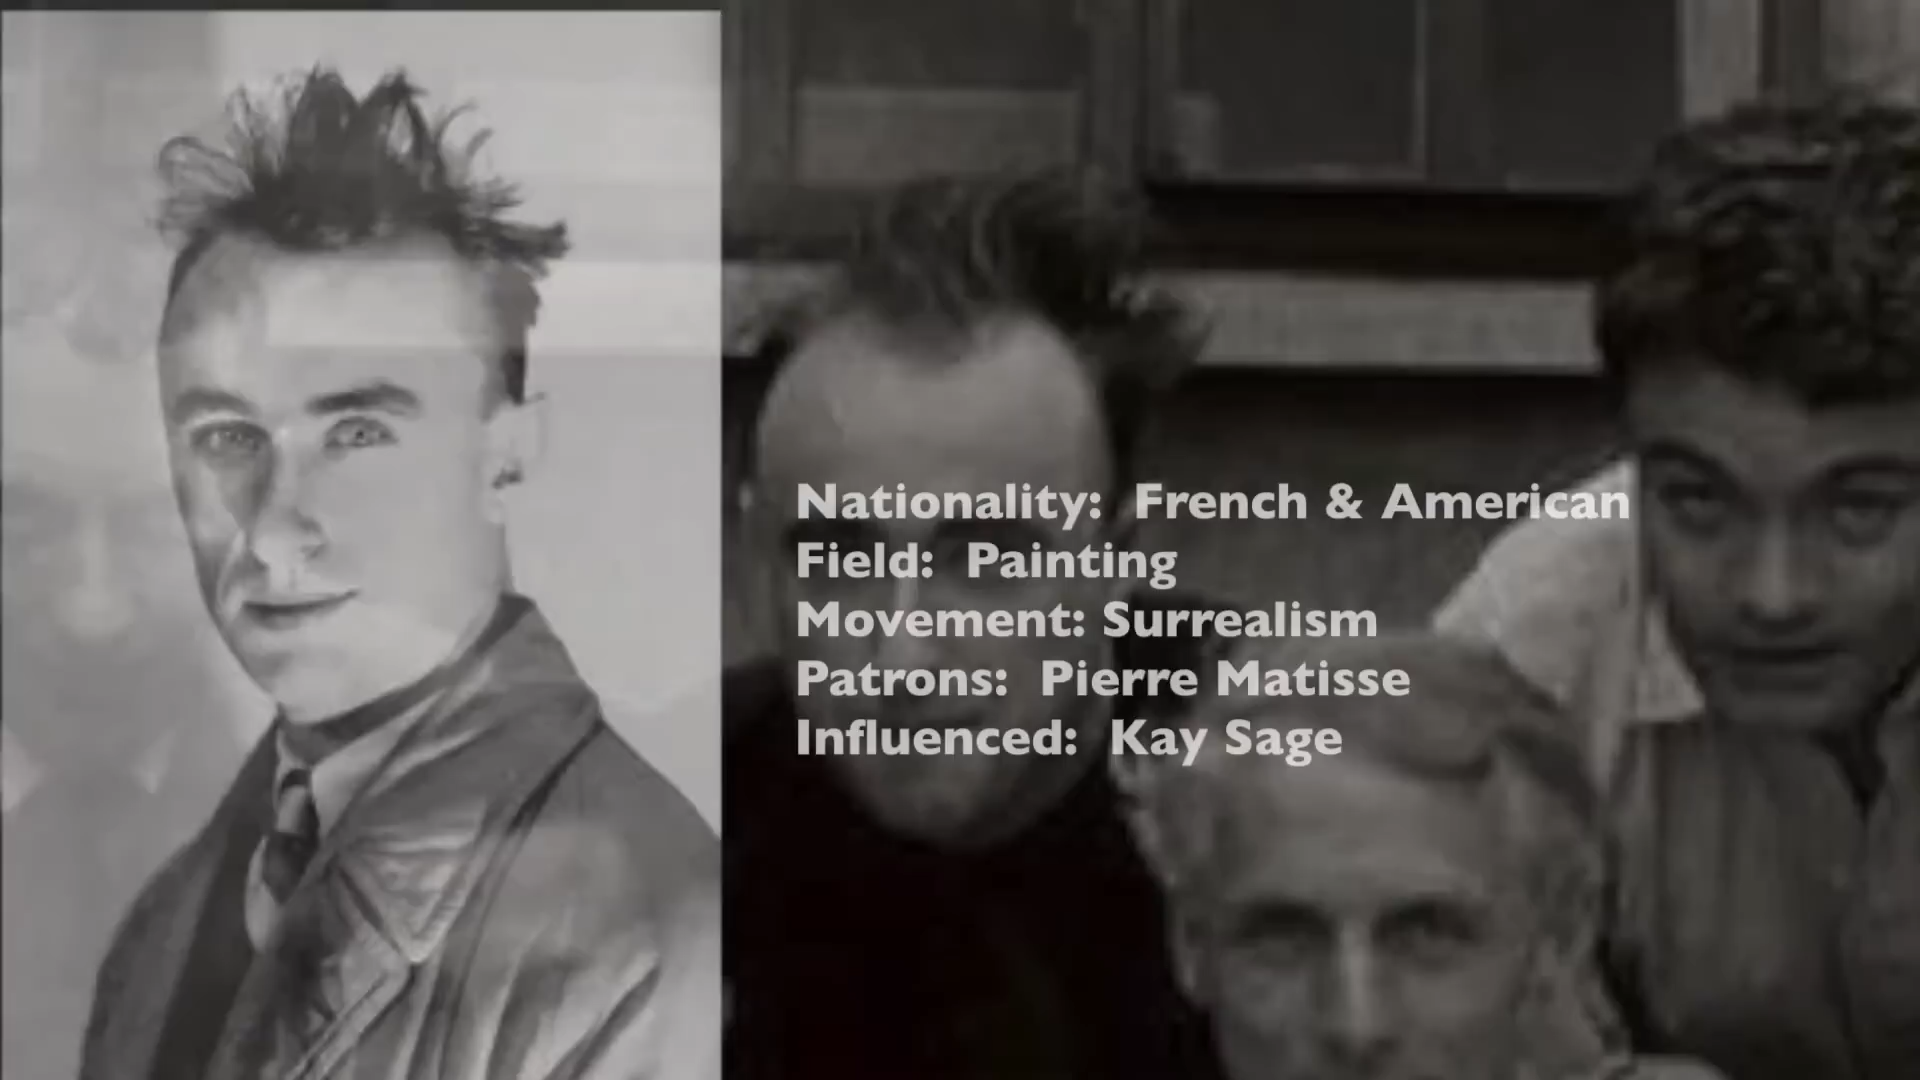 Nationality: French & American
Field: Painting
Movement: Surrealism
Patrons: Pierre Matisse
Influenced: Kay Sage